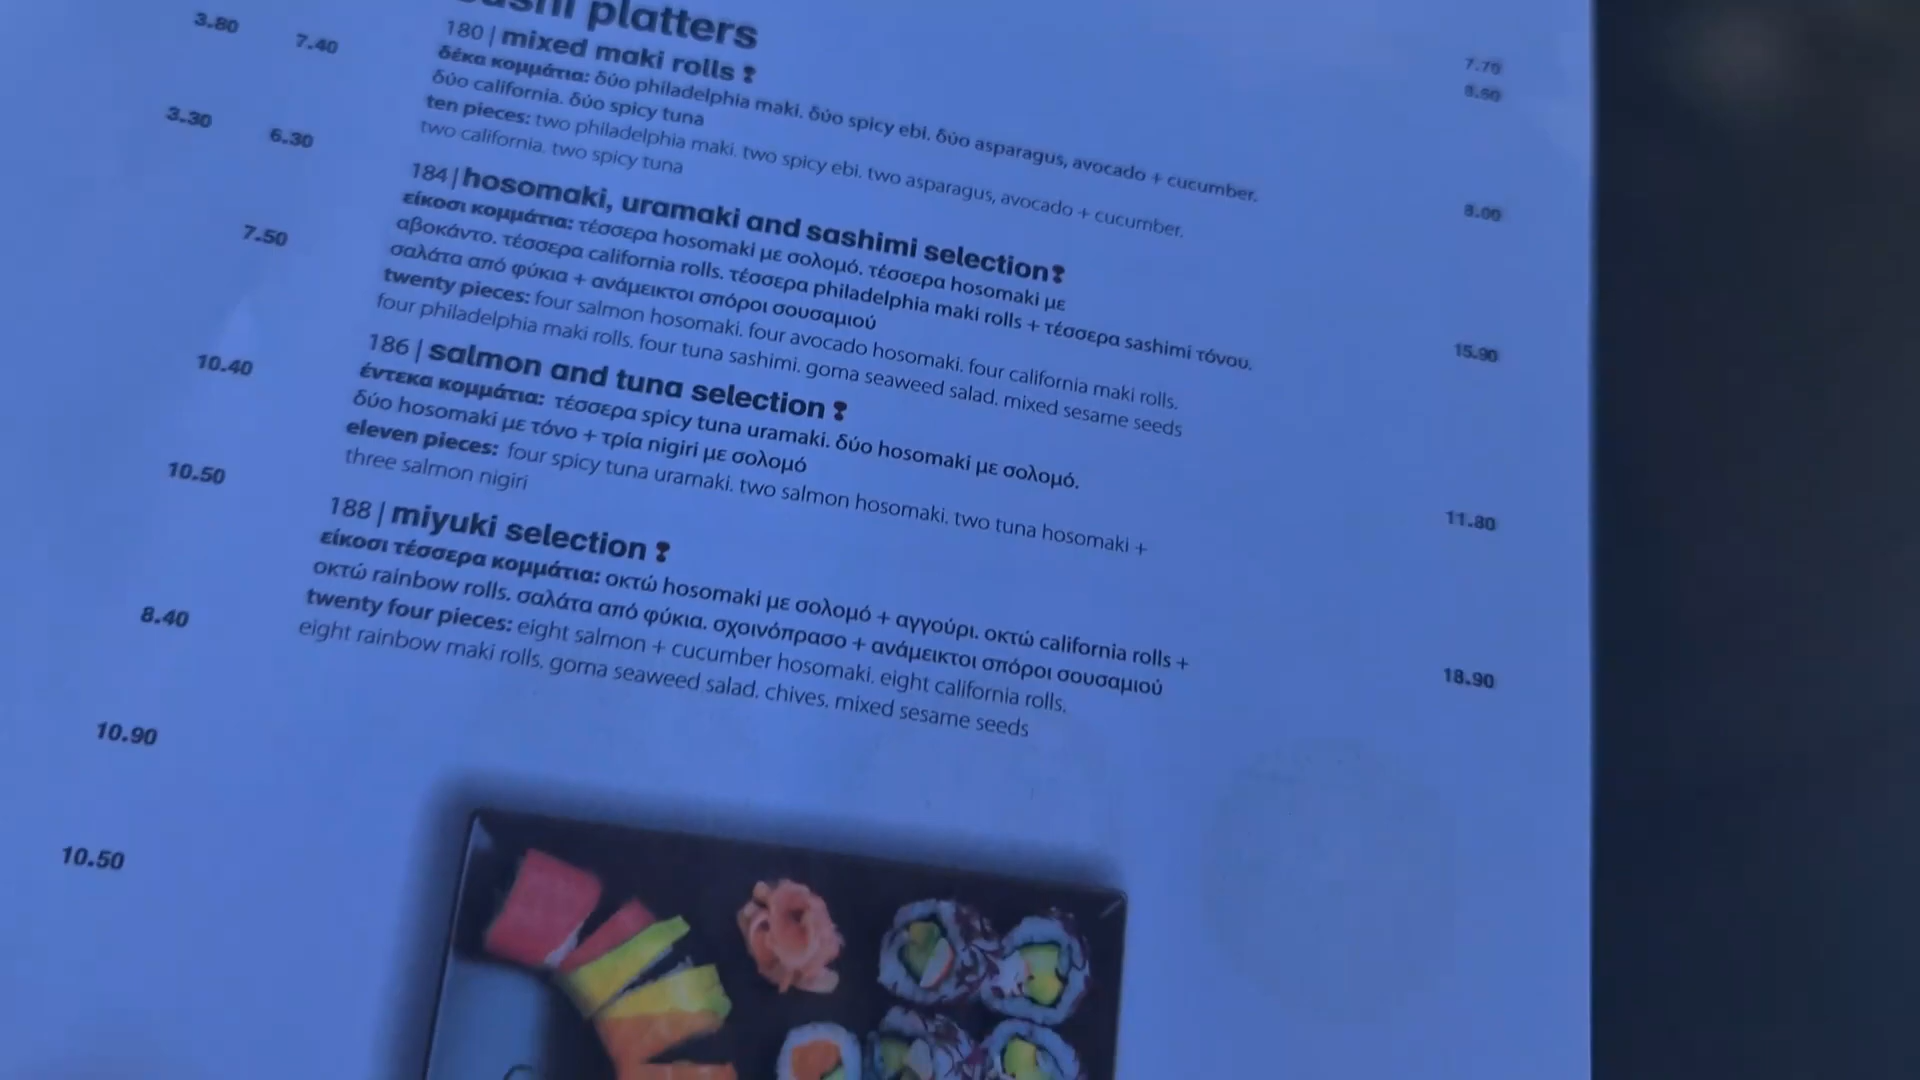 platters
180 | mixed maki rolls
δέκα κομμάτια: δύο philadelphia maki. δύο spicy ebi. δύο asparagus, avocado + cucumber.
δύο california. δύο spicy tuna
ten pieces: two philadelphia maki. two spicy ebi. two asparagus, avocado + cucumber.
two california. two spicy tuna
184 | hosomaki, uramaki and sashimi selection
είκοσι κομμάτια: τέσσερα hosomaki με σολομό. τέσσερα hosomaki με
αβοκάντο. τέσσερα california rolls. τέσσερα philadelphia maki rolls + τέσσερα sashimi τόνου.
σαλάτα από φύκια + ανάμεικτοι σπόροι σουσαμιού
twenty pieces: four salmon hosomaki. four avocado hosomaki. four california maki rolls.
four philadelphia maki rolls. four tuna sashimi. goma seaweed salad. mixed sesame seeds
186 | salmon and tuna selection
έντεκα κομμάτια: τέσσερα spicy tuna uramaki. δύο hosomaki με σολομό.
δύο hosomaki με τόνο + τρία nigiri με σολομό
eleven pieces: four spicy tuna uramaki. two salmon hosomaki. two tuna hosomaki +
three salmon nigiri
188 | miyuki selection
είκοσι τέσσερα κομμάτια: οκτώ hosomaki με σολομό + αγγούρι. οκτώ california rolls +
οκτώ rainbow rolls. σαλάτα από φύκια. σχοινόπρασο + ανάμεικτοι σπόροι σουσαμιού
twenty four pieces: eight salmon + cucumber hosomaki. eight california rolls.
eight rainbow maki rolls. goma seaweed salad. chives. mixed sesame seeds
3.80 7.40
3.30 6.30
7.50
10.40
10.50
8.40
10.90
10.50
7.70
8.00
15.90
11.80
18.90